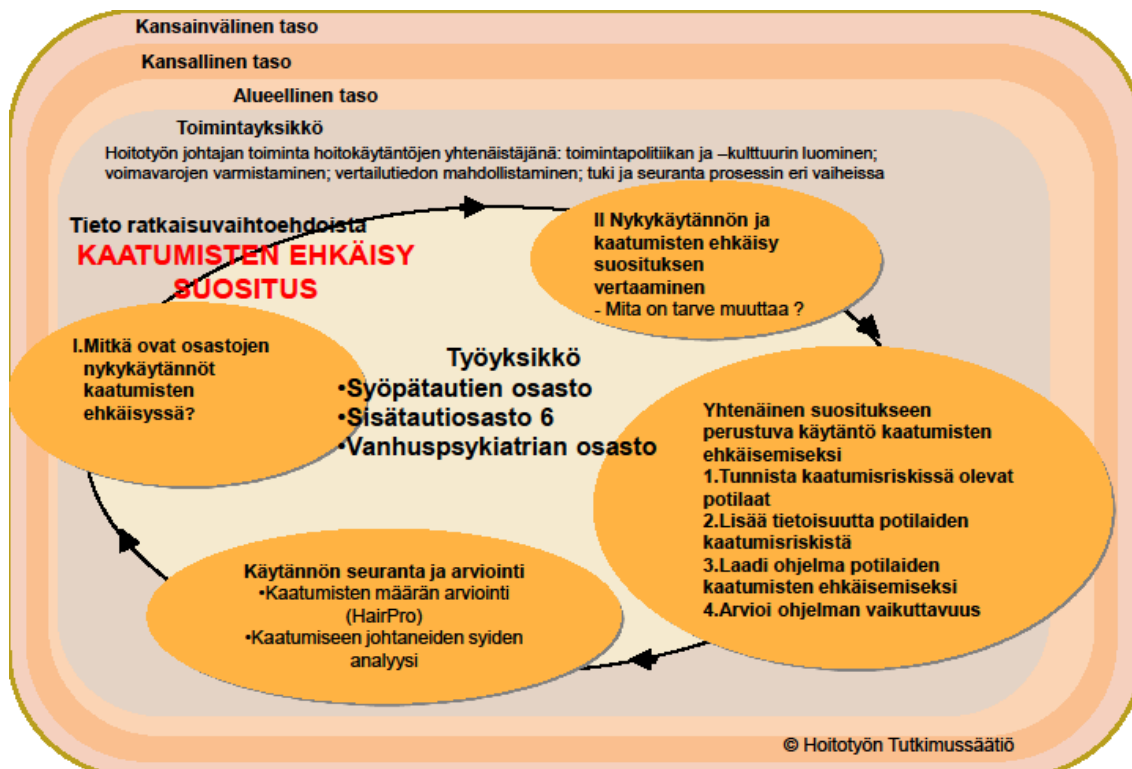 Kansainvälinen taso
Kansallinen taso
Alueellinen taso
Toimintayksikkö
Hoitotyön johtajan toiminta hoitokäytäntöjen yhtenäistäjänä: toimintapolitiikan ja –kulttuurin luominen;
voimavarojen varmistaminen; vertailutiedon mahdollistaminen; tuki ja seuranta prosessin eri vaiheissa
Tieto ratkaisuvaihtoehdoista
KAATUMISTEN EHKÄISY
SUOSITUS
II Nykykäytännön ja
kaatumisten ehkäisy
suosituksen
vertaaminen
- Mita on tarve muuttaa ?
I.Mitkä ovat osastojen
nykykäytännöt
kaatumisten
ehkäisyssä?
Työyksikkö
•Syöpätautien osasto
•Sisätautiosasto 6
•Vanhuspsykiatrian osasto
Yhtenäinen suositukseen
perustuva käytäntö kaatumisten
ehkäisemiseksi
1.Tunnista kaatumisriskissä olevat
potilaat
2.Lisää tietoisuutta potilaiden
kaatumisriskistä
3.Laadi ohjelma potilaiden
kaatumisten ehkäisemiseksi
4.Arvioi ohjelman vaikuttavuus
Käytännön seuranta ja arviointi
•Kaatumisten määrän arviointi
(HairPro)
•Kaatumiseen johtaneiden syiden
analyysi
© Hoitotyön Tutkimussäätiö